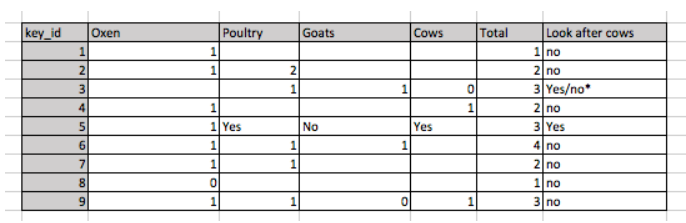 key_id Oxen Poultry Goats Cows Total Look after cows
1 1 1 no
2 1 2 2 no
3 1 1 0 3 Yes/no*
4 1 1 2 no
5 1 Yes No Yes 3 Yes
6 1 1 1 4 no
7 1 1 2 no
8 0 1 no
9 1 1 0 1 3 no